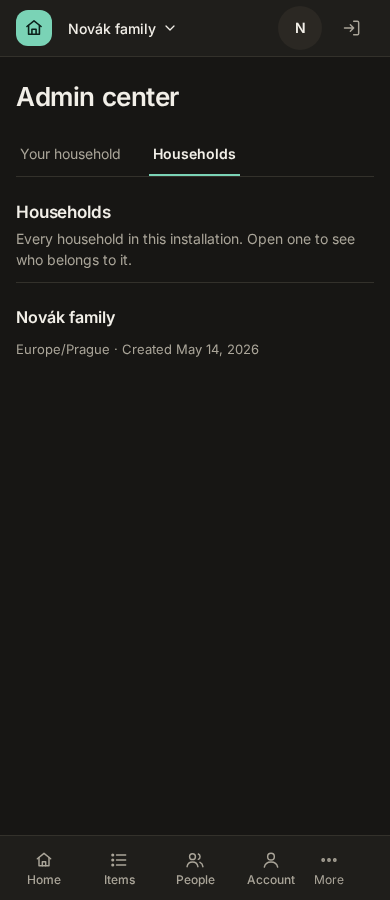 Novák family
N
Admin center
Your household
Households
Households
Every household in this installation. Open one to see
who belongs to it.
Novák family
Europe/Prague · Created May 14, 2026
Home
Items
People
Account
More